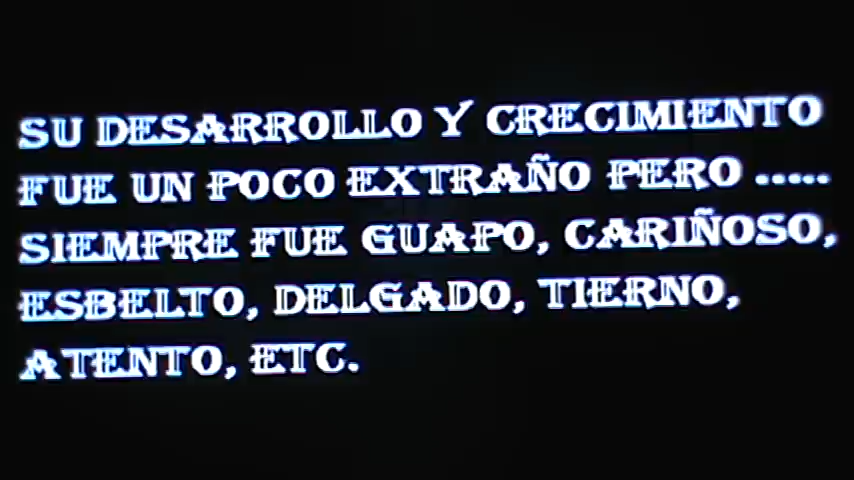 SU DESARROLLO Y CRECIMIENTO
FUE UN POCO EXTRAÑO PERO .....
SIEMPRE FUE GUAPO, CARIÑOSO,
ESBELTO, DELGADO, TIERNO,
ATENTO, ETC.